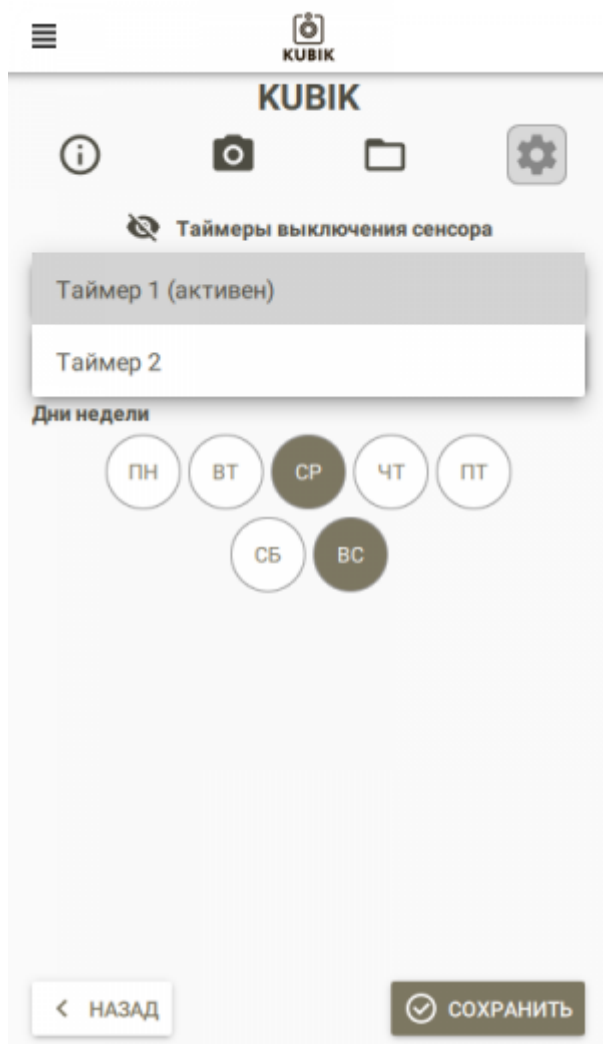 KUBIK
KUBIK
Таймеры выключения сенсора
Таймер 1 (активен)
Таймер 2
Дни недели
ПН ВТ СР ЧТ ПТ
СБ ВС
НАЗАД СОХРАНИТЬ